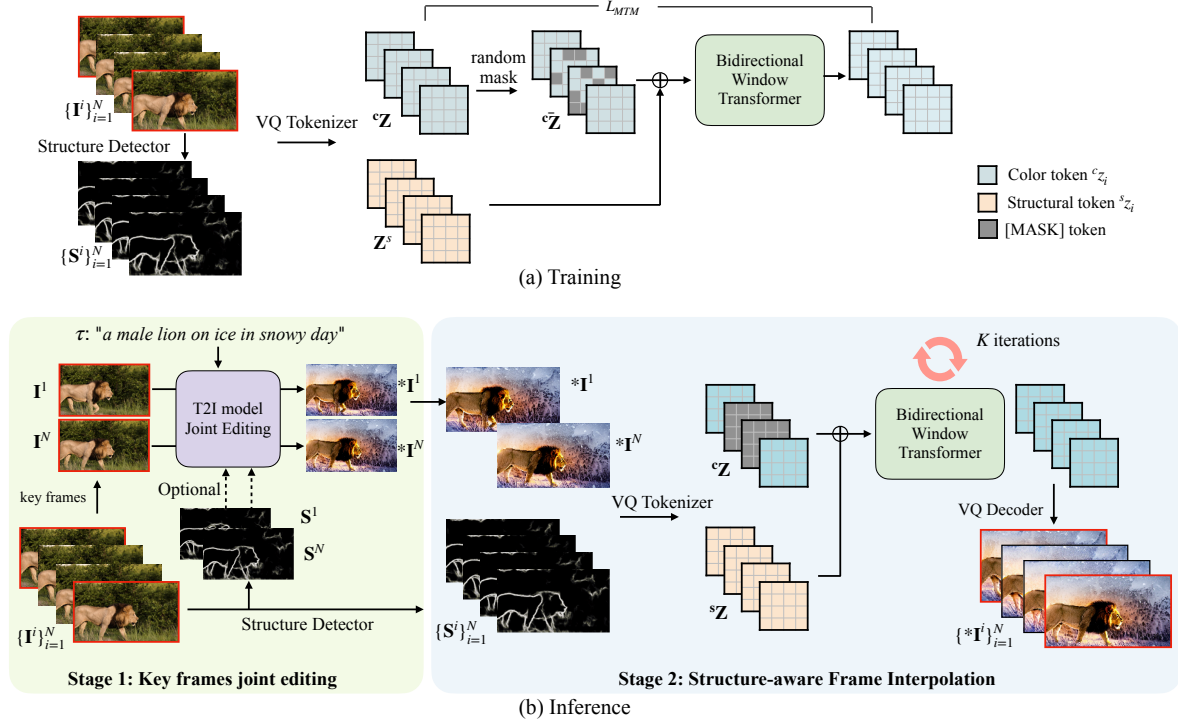 L_{MTM}
{I^i}_{i=1}^N
Structure Detector
{S^i}_{i=1}^N
VQ Tokenizer
^cZ
random
mask
^c\bar{Z}
Bidirectional
Window
Transformer
Z^s
Color token ^cz_i
Structural token ^sz_i
[MASK] token
(a) Training
τ: "a male lion on ice in snowy day"
I^1
I^N
T2I model
Joint Editing
*I^1
*I^N
key frames
Optional
S^1
S^N
{I^i}_{i=1}^N
Structure Detector
Stage 1: Key frames joint editing
*I^1
*I^N
{S^i}_{i=1}^N
VQ Tokenizer
^cZ
^sZ
K iterations
Bidirectional
Window
Transformer
VQ Decoder
{*I^i}_{i=1}^N
Stage 2: Structure-aware Frame Interpolation
(b) Inference